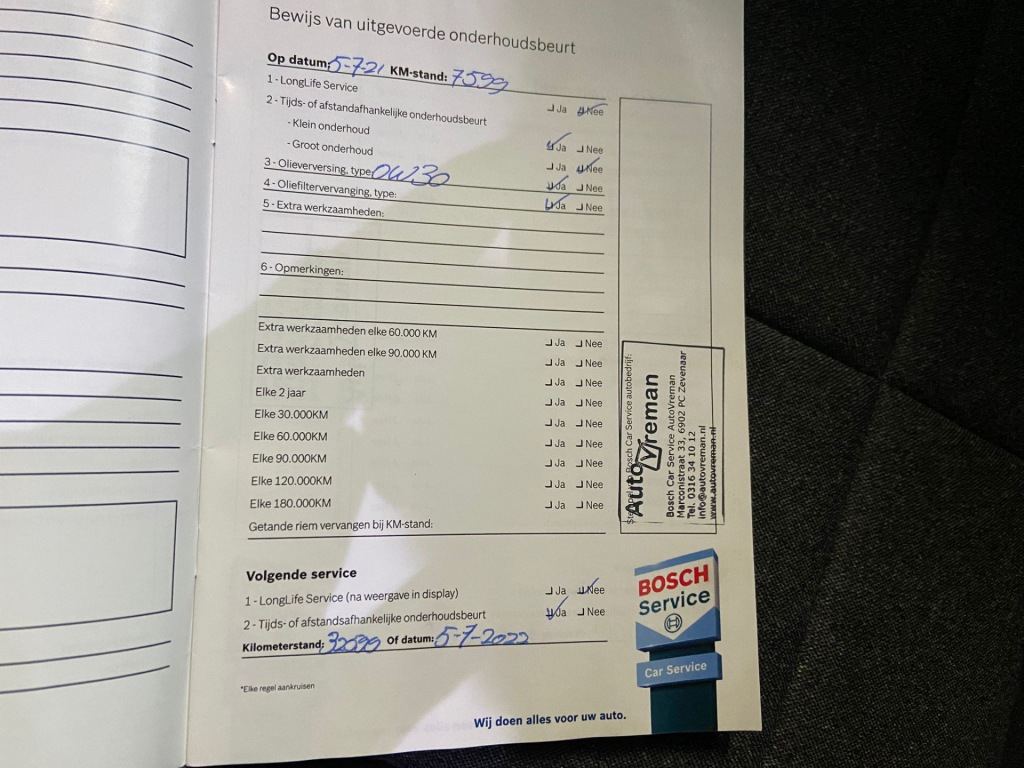 Bewijs van uitgevoerde onderhoudsbeurt
Op datum: 5-7-21 KM-stand: 7599
1 - LongLife Service Ja Nee
2 - Tijds- of afstandafhankelijke onderhoudsbeurt
- Klein onderhoud Ja Nee
- Groot onderhoud Ja Nee
3 - Olieverversing, type: 0W30 Ja Nee
4 - Oliefiltervervanging, type: Ja Nee
5 - Extra werkzaamheden:
6 - Opmerkingen:
Extra werkzaamheden elke 60.000 KM Ja Nee
Extra werkzaamheden elke 90.000 KM Ja Nee
Extra werkzaamheden Ja Nee
Elke 2 jaar Ja Nee
Elke 30.000KM Ja Nee
Elke 60.000KM Ja Nee
Elke 90.000KM Ja Nee
Elke 120.000KM Ja Nee
Elke 180.000KM Ja Nee
Getande riem vervangen bij KM-stand:
Bosch Car Service autobedrijf:
Auto Vreman
Bosch Car Service AutoVreman
Marconistraat 33, 6902 PC Zevenaar
Tel. 0316 34 10 12
info@autovreman.nl
www.autovreman.nl
Volgende service
1 - LongLife Service (na weergave in display) Ja Nee
2 - Tijds- of afstandsafhankelijke onderhoudsbeurt Ja Nee
Kilometerstand: 32599 Of datum: 5-7-2022
*Elke regel aankruisen
BOSCH
Service
Car Service
Wij doen alles voor uw auto.